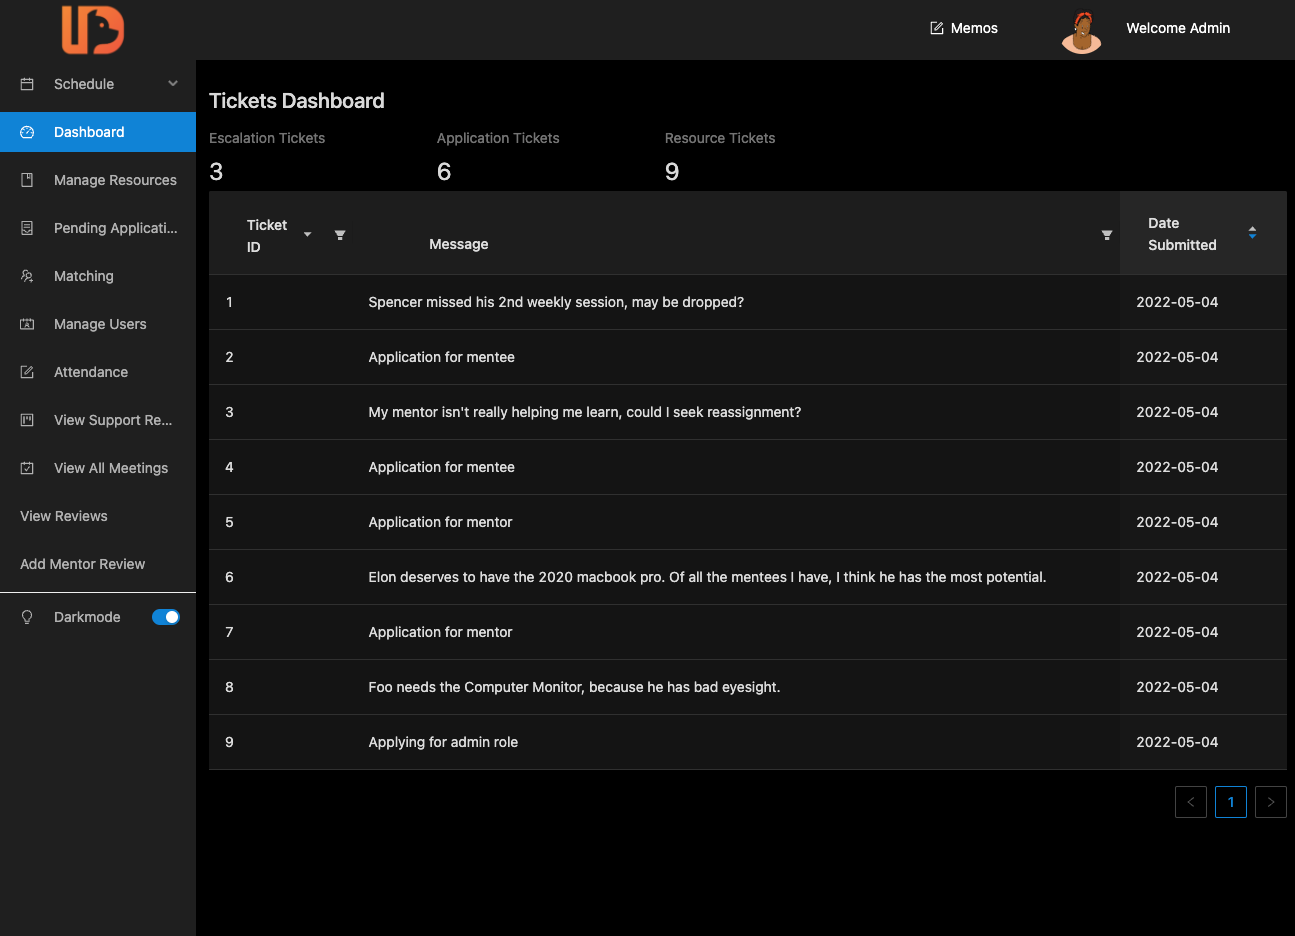 Memos
Welcome Admin
Schedule
Dashboard
Manage Resources
Pending Applicati...
Matching
Manage Users
Attendance
View Support Re...
View All Meetings
View Reviews
Add Mentor Review
Darkmode
Tickets Dashboard
Escalation Tickets Application Tickets Resource Tickets
3 6 9
Ticket
ID
Message
Date
Submitted
1 Spencer missed his 2nd weekly session, may be dropped? 2022-05-04
2 Application for mentee 2022-05-04
3 My mentor isn't really helping me learn, could I seek reassignment? 2022-05-04
4 Application for mentee 2022-05-04
5 Application for mentor 2022-05-04
6 Elon deserves to have the 2020 macbook pro. Of all the mentees I have, I think he has the most potential. 2022-05-04
7 Application for mentor 2022-05-04
8 Foo needs the Computer Monitor, because he has bad eyesight. 2022-05-04
9 Applying for admin role 2022-05-04
< 1 >